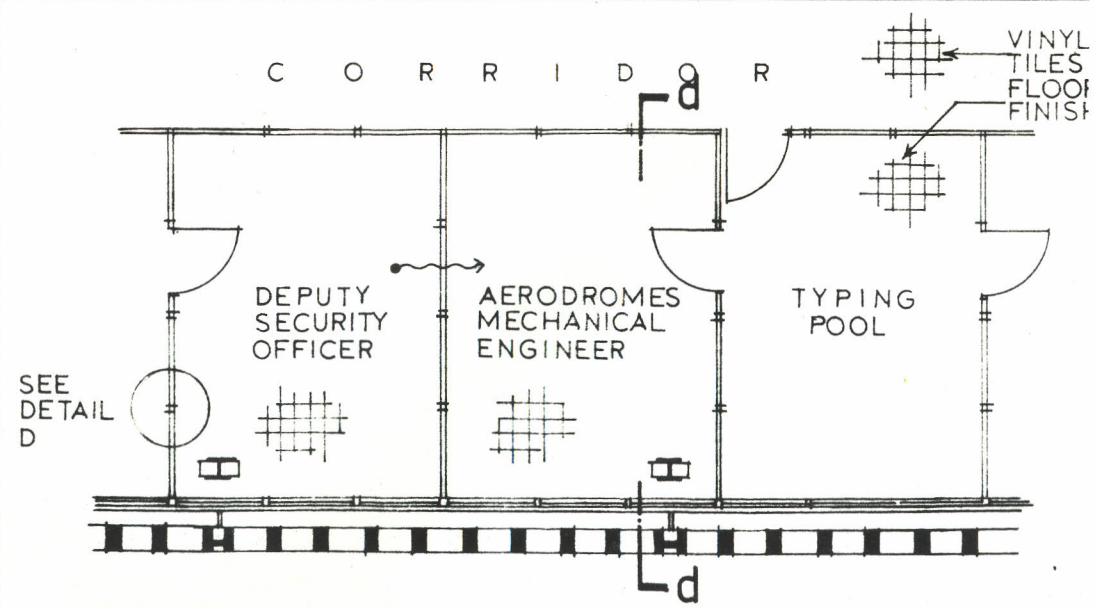 CORRIDOR
d
VINYL
TILES
FLOOR
FINISH
DEPUTY
SECURITY
OFFICER
AERODROMES
MECHANICAL
ENGINEER
TYPING
POOL
SEE
DETAIL
D
d